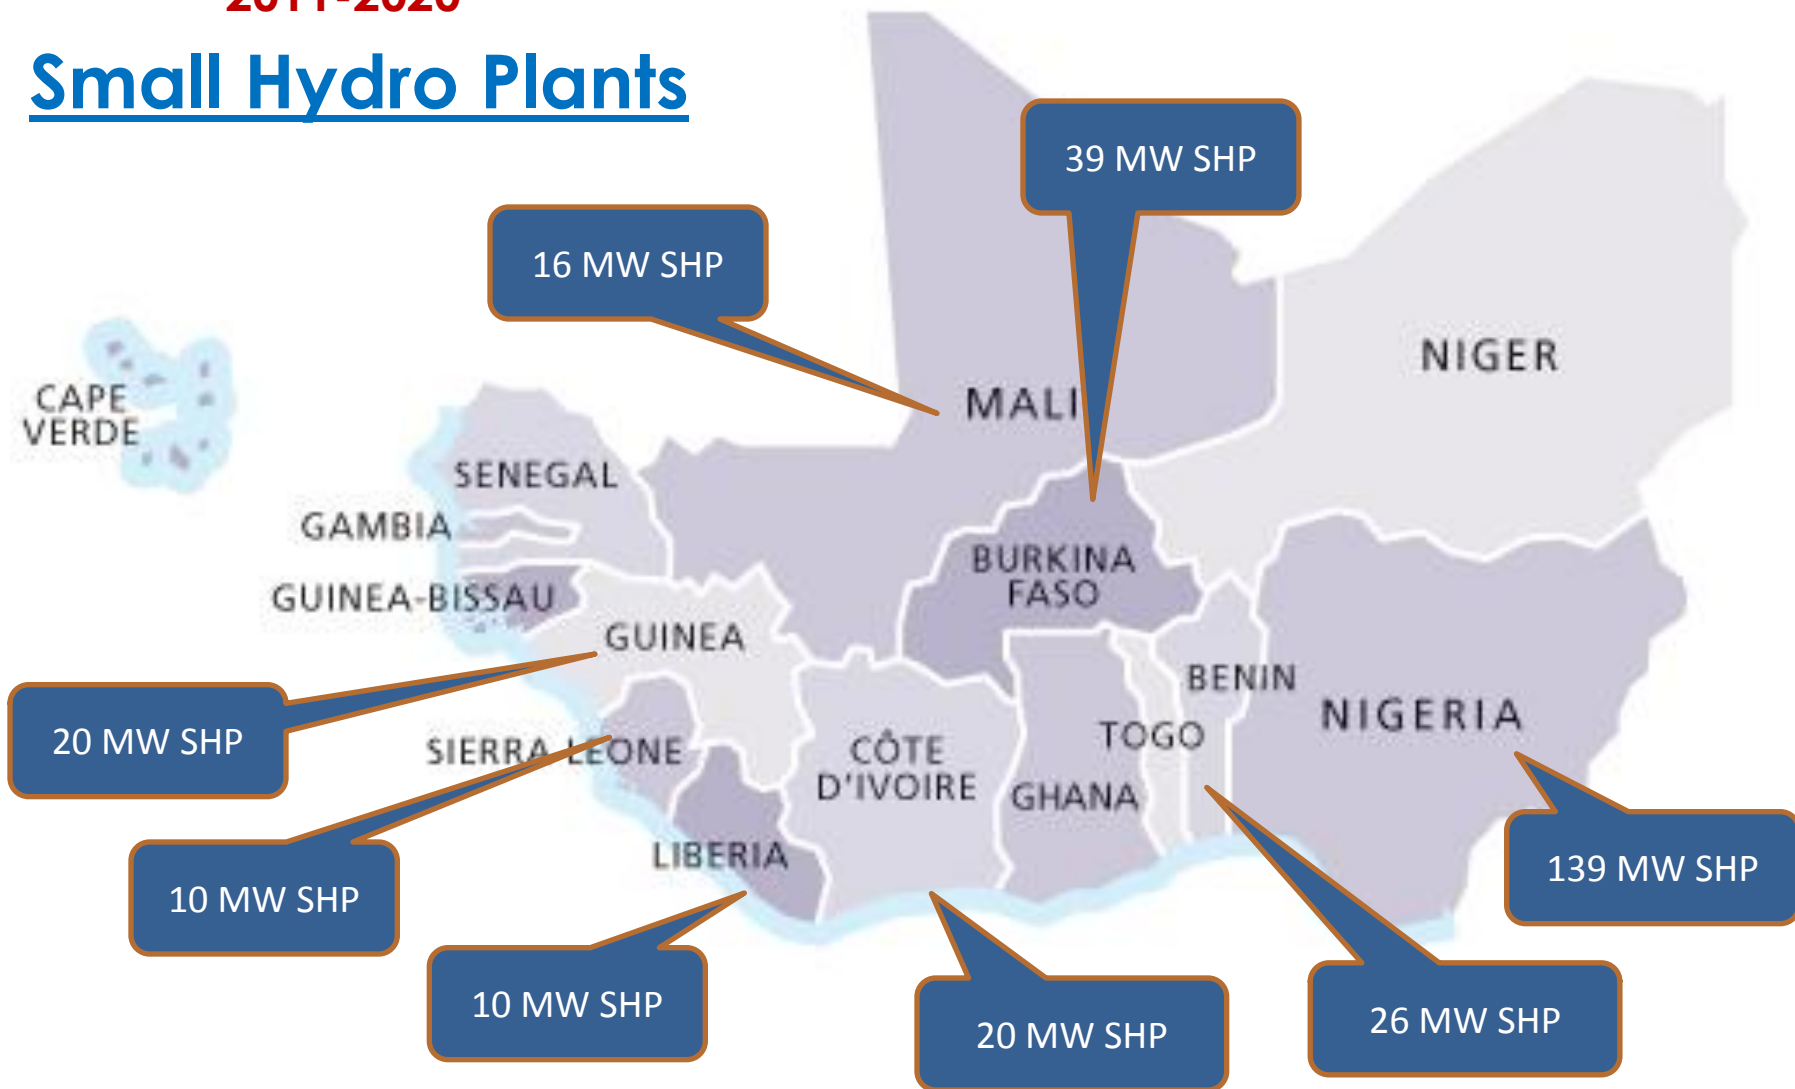 2011-2020
Small Hydro Plants
39 MW SHP
16 MW SHP
NIGER
CAPE
VERDE
MALI
SENEGAL
GAMBIA
BURKINA
FASO
GUINEA-BISSAU
GUINEA
BENIN
NIGERIA
20 MW SHP
SIERRA LEONE
CÔTE
D'IVOIRE
TOGO
GHANA
LIBERIA
139 MW SHP
10 MW SHP
10 MW SHP
20 MW SHP
26 MW SHP